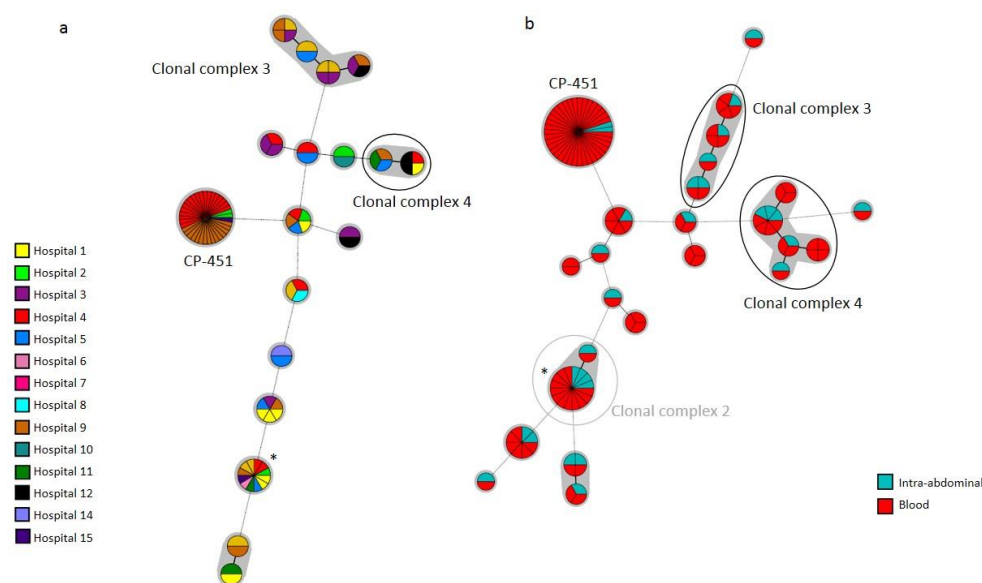 a
Clonal complex 3
Clonal complex 4
CP-451
*
Hospital 1
Hospital 2
Hospital 3
Hospital 4
Hospital 5
Hospital 6
Hospital 7
Hospital 8
Hospital 9
Hospital 10
Hospital 11
Hospital 12
Hospital 14
Hospital 15
b
CP-451
Clonal complex 3
Clonal complex 4
*
Clonal complex 2
Intra-abdominal
Blood